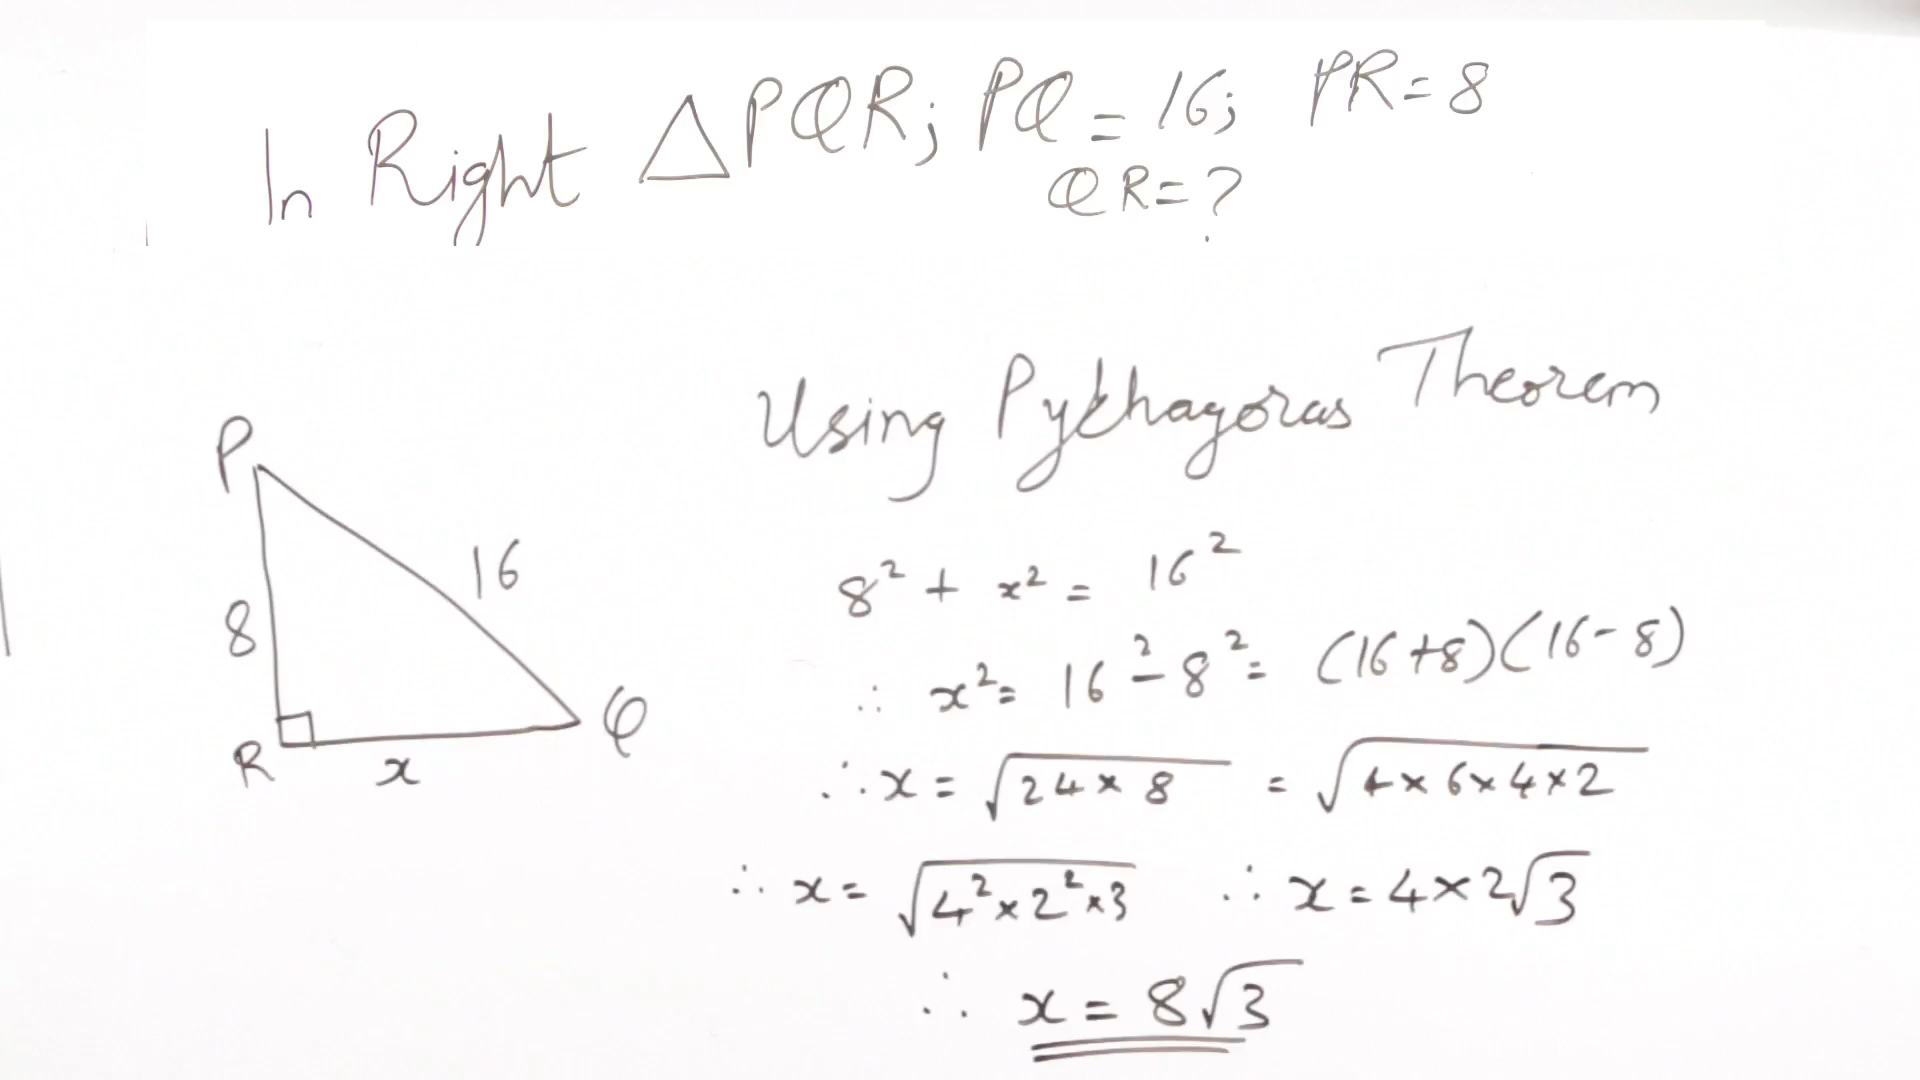 In Right △PQR; PQ = 16; PR = 8
QR = ?
Using Pythagoras Theorem
P
16
8
R
x
Q
8² + x² = 16²
∴ x² = 16² - 8² = (16+8)(16-8)
∴ x = √24 × 8 = √4 × 6 × 4 × 2
∴ x = √4² × 2² × 3 ∴ x = 4 × 2√3
∴ x = 8√3